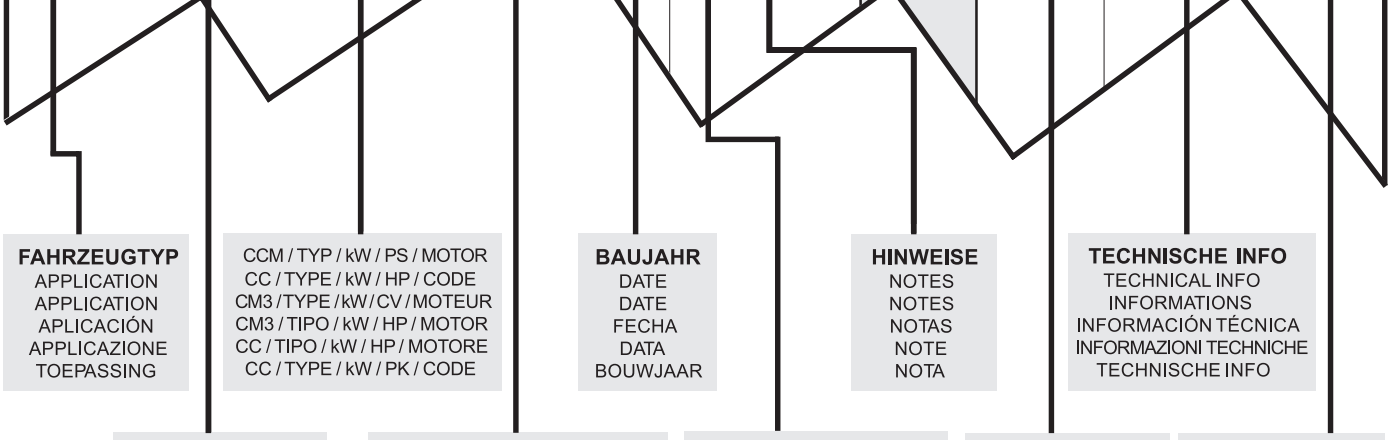 FAHRZEUGTYP
APPLICATION
APPLICATION
APLICACIÓN
APPLICAZIONE
TOEPASSING
CCM / TYP / kW / PS / MOTOR
CC / TYPE / kW / HP / CODE
CM3 / TYPE / kW / CV / MOTEUR
CM3 / TIPO / kW / HP / MOTOR
CC / TIPO / kW / HP / MOTORE
CC / TYPE / kW / PK / CODE
BAUJAHR
DATE
DATE
FECHA
DATA
BOUWJAAR
HINWEISE
NOTES
NOTES
NOTAS
NOTE
NOTA
TECHNISCHE INFO
TECHNICAL INFO
INFORMATIONS
INFORMACIÓN TÉCNICA
INFORMAZIONI TECHNICHE
TECHNISCHE INFO